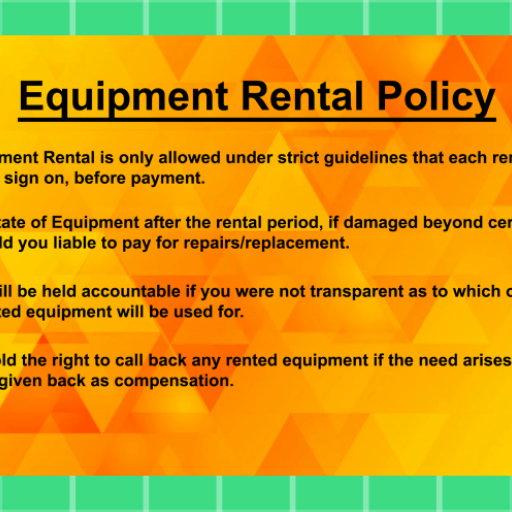 Equipment Rental Policy
ment Rental is only allowed under strict guidelines that each ren
sign on, before payment.
tate of Equipment after the rental period, if damaged beyond cer
ld you liable to pay for repairs/replacement.
ill be held accountable if you were not transparent as to which o
ted equipment will be used for.
old the right to call back any rented equipment if the need arises
given back as compensation.